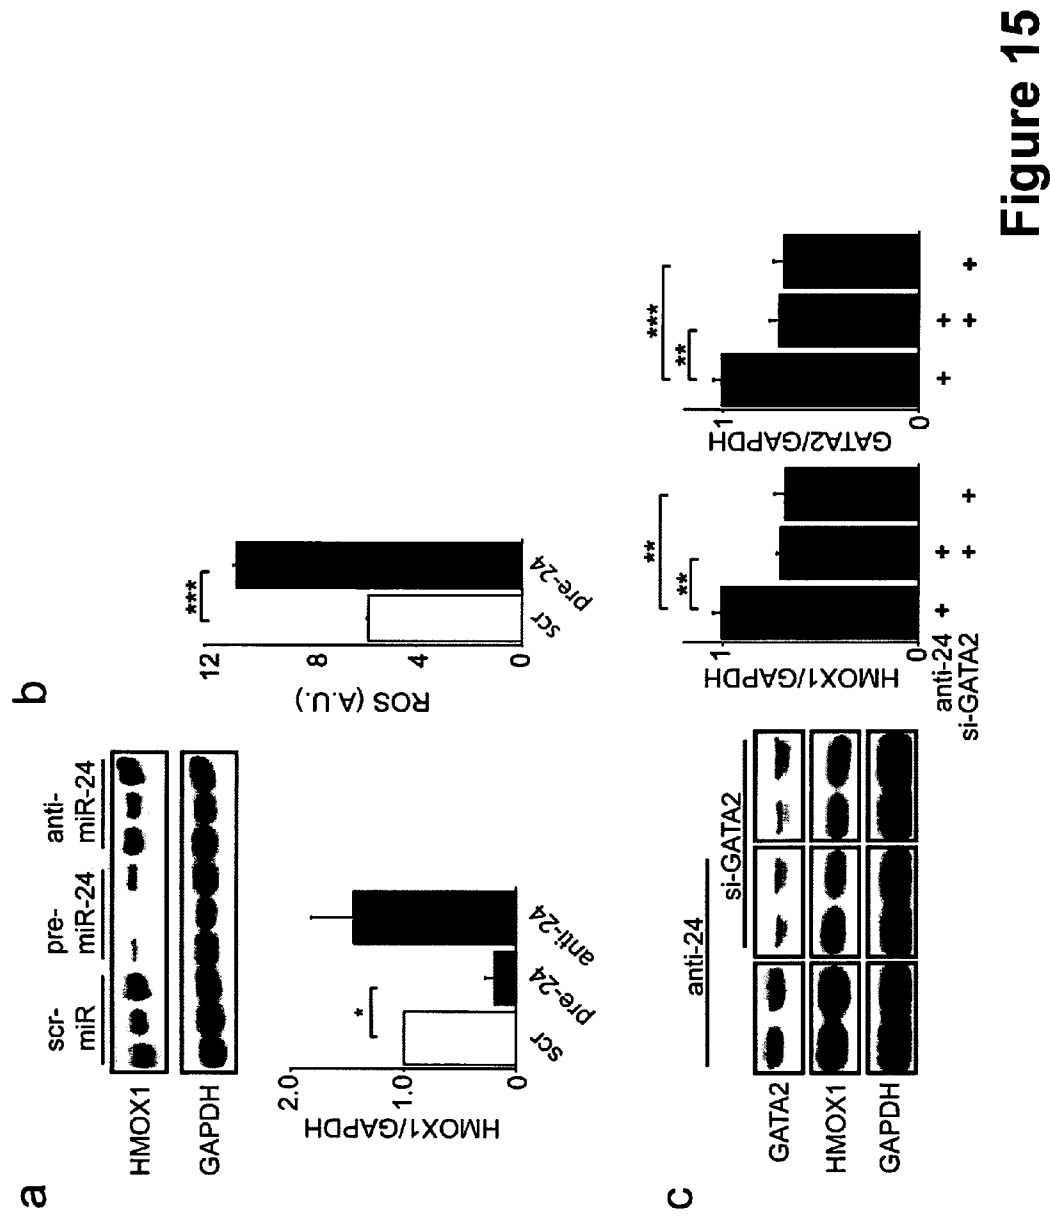 a
scr-
miR
pre-
miR-24
anti-
miR-24
HMOX1
GAPDH
HMOX1/GAPDH
2.0
1.0
0
*
scr
pre-24
anti-24
b
ROS (A.U.)
12
8
4
0
***
scr
pre-24
c
anti-24
si-GATA2
GATA2
HMOX1
GAPDH
HMOX1/GAPDH
1
0
**
**
GATA2/GAPDH
1
0
***
**
anti-24 + + + +
si-GATA2 + + + +
Figure 15